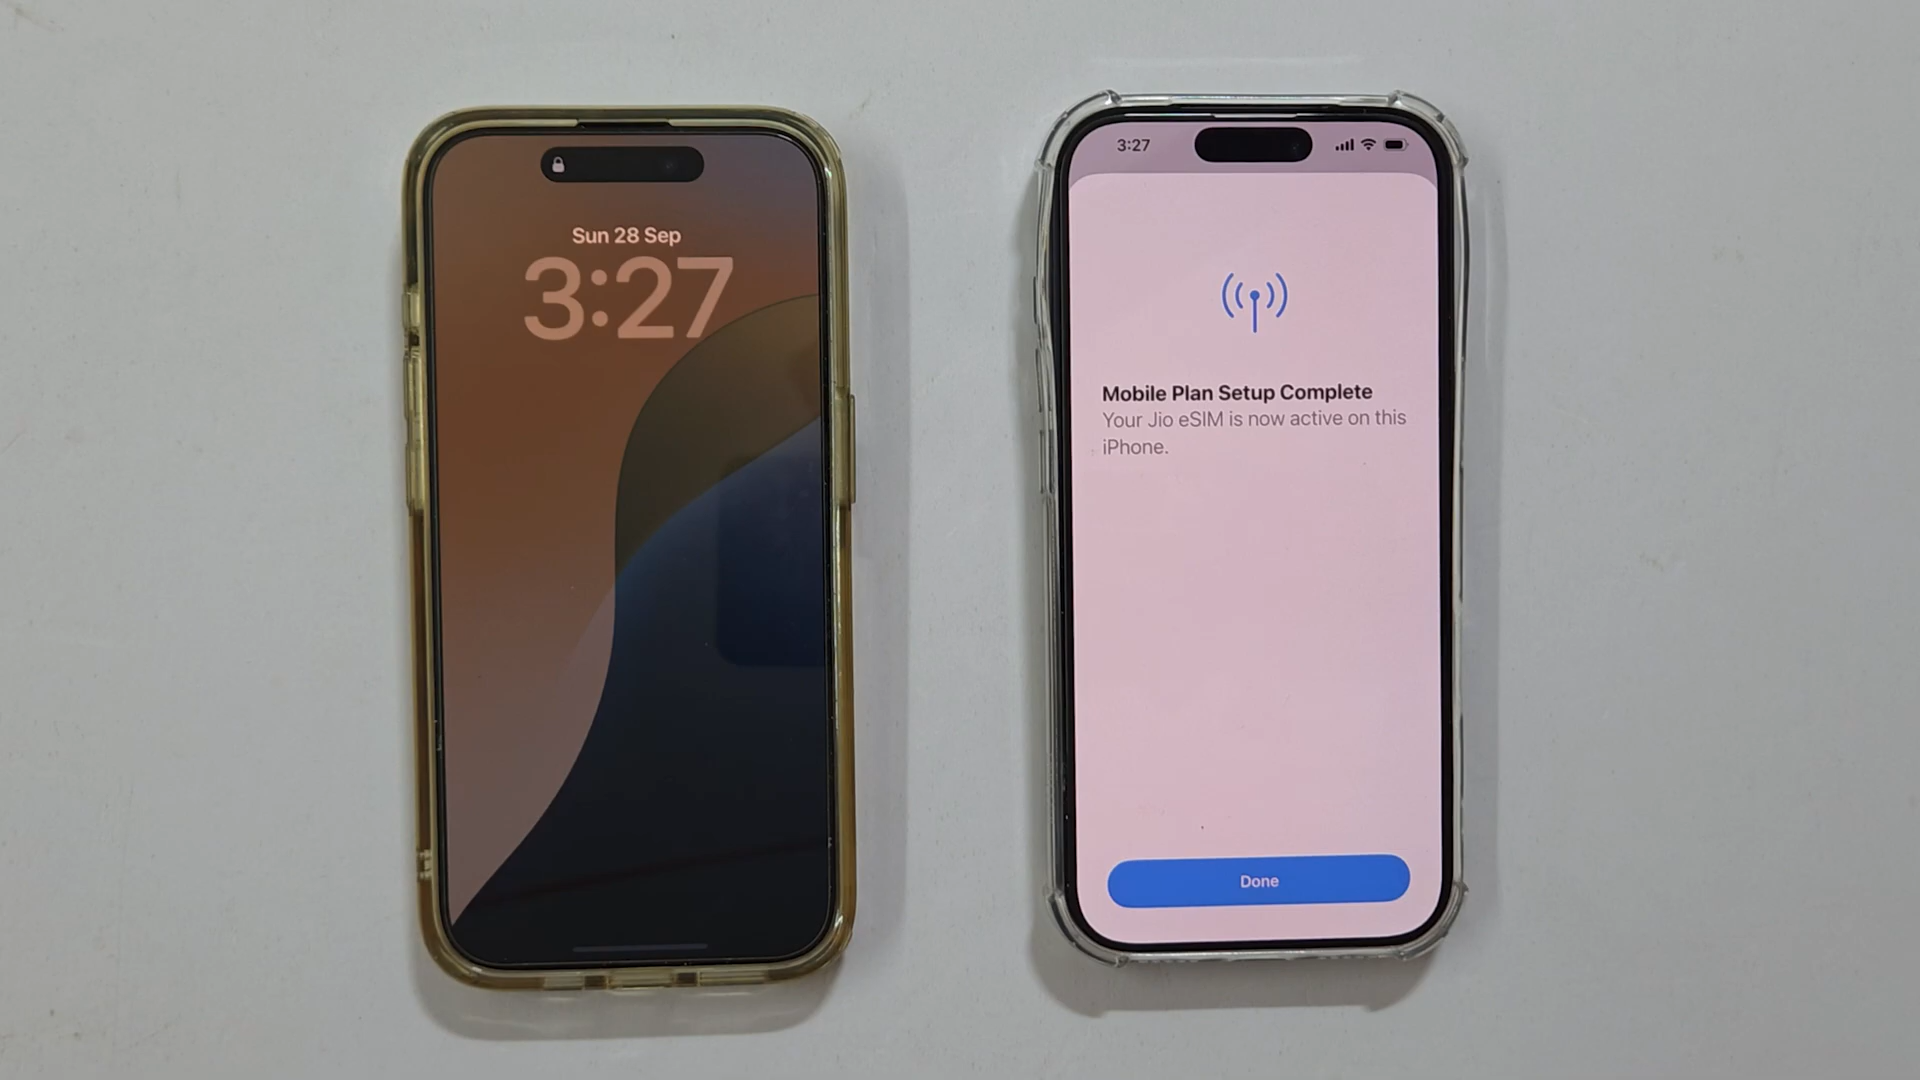 Sun 28 Sep
3:27
3:27
Mobile Plan Setup Complete
Your Jio eSIM is now active on this
iPhone.
Done